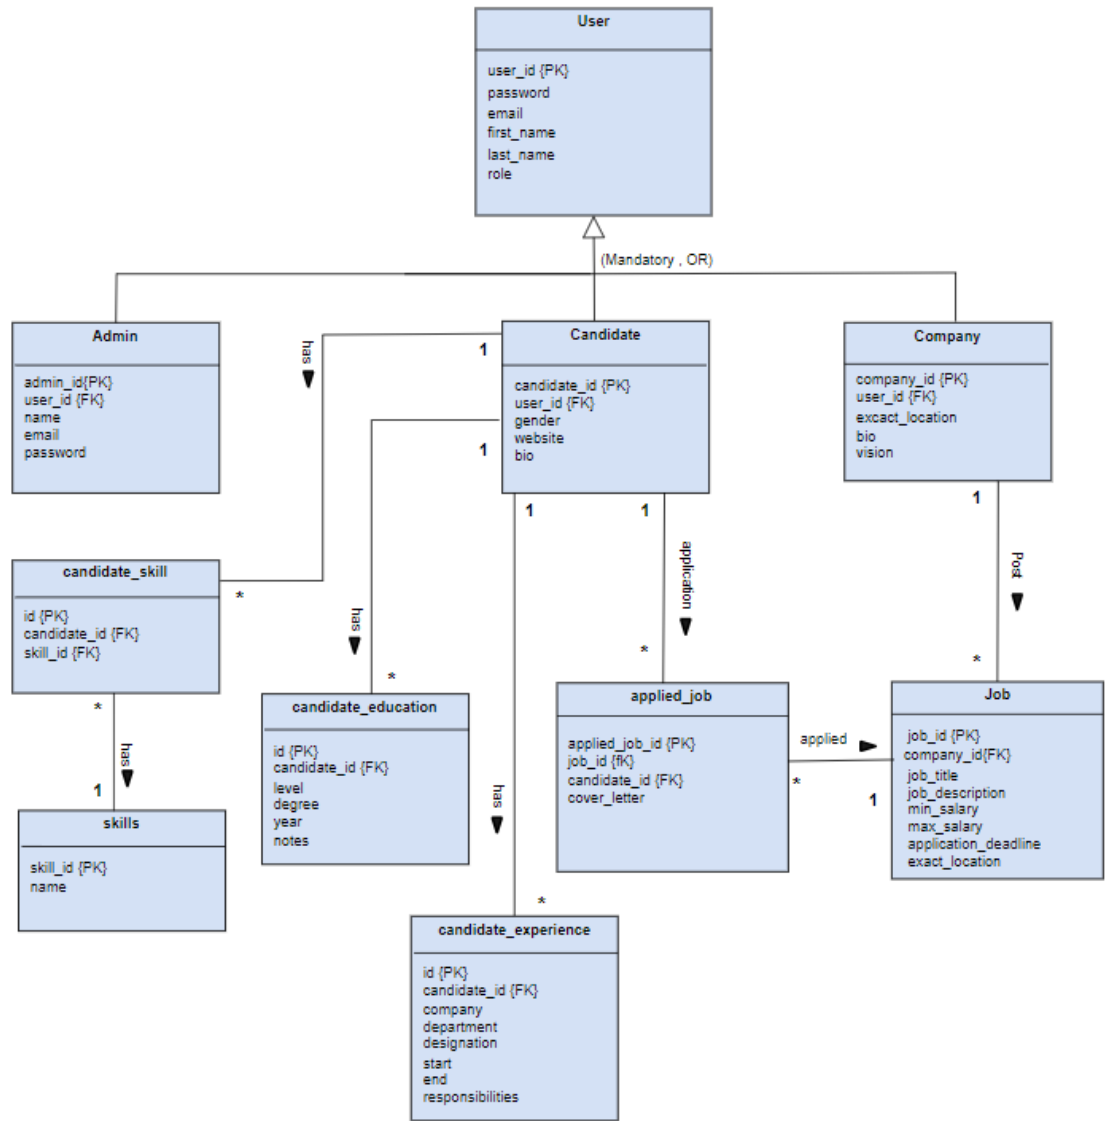 User
user_id {PK}
password
email
first_name
last_name
role
(Mandatory , OR)
Admin
admin_id{PK}
user_id {FK}
name
email
password
has
1
Candidate
candidate_id {PK}
user_id {FK}
gender
website
bio
1
1
1
Company
company_id {PK}
user_id {FK}
excact_location
bio
vision
1
candidate_skill
id {PK}
candidate_id {FK}
skill_id {FK}
*
*
has
1
skills
skill_id {PK}
name
has
*
candidate_education
id {PK}
candidate_id {FK}
level
degree
year
notes
has
*
candidate_experience
id {PK}
candidate_id {FK}
company
department
designation
start
end
responsibilities
application
*
applied_job
applied_job_id {PK}
job_id {fK}
candidate_id {FK}
cover_letter
applied
*
1
Post
*
Job
job_id {PK}
company_id{FK}
job_title
job_description
min_salary
max_salary
application_deadline
exact_location